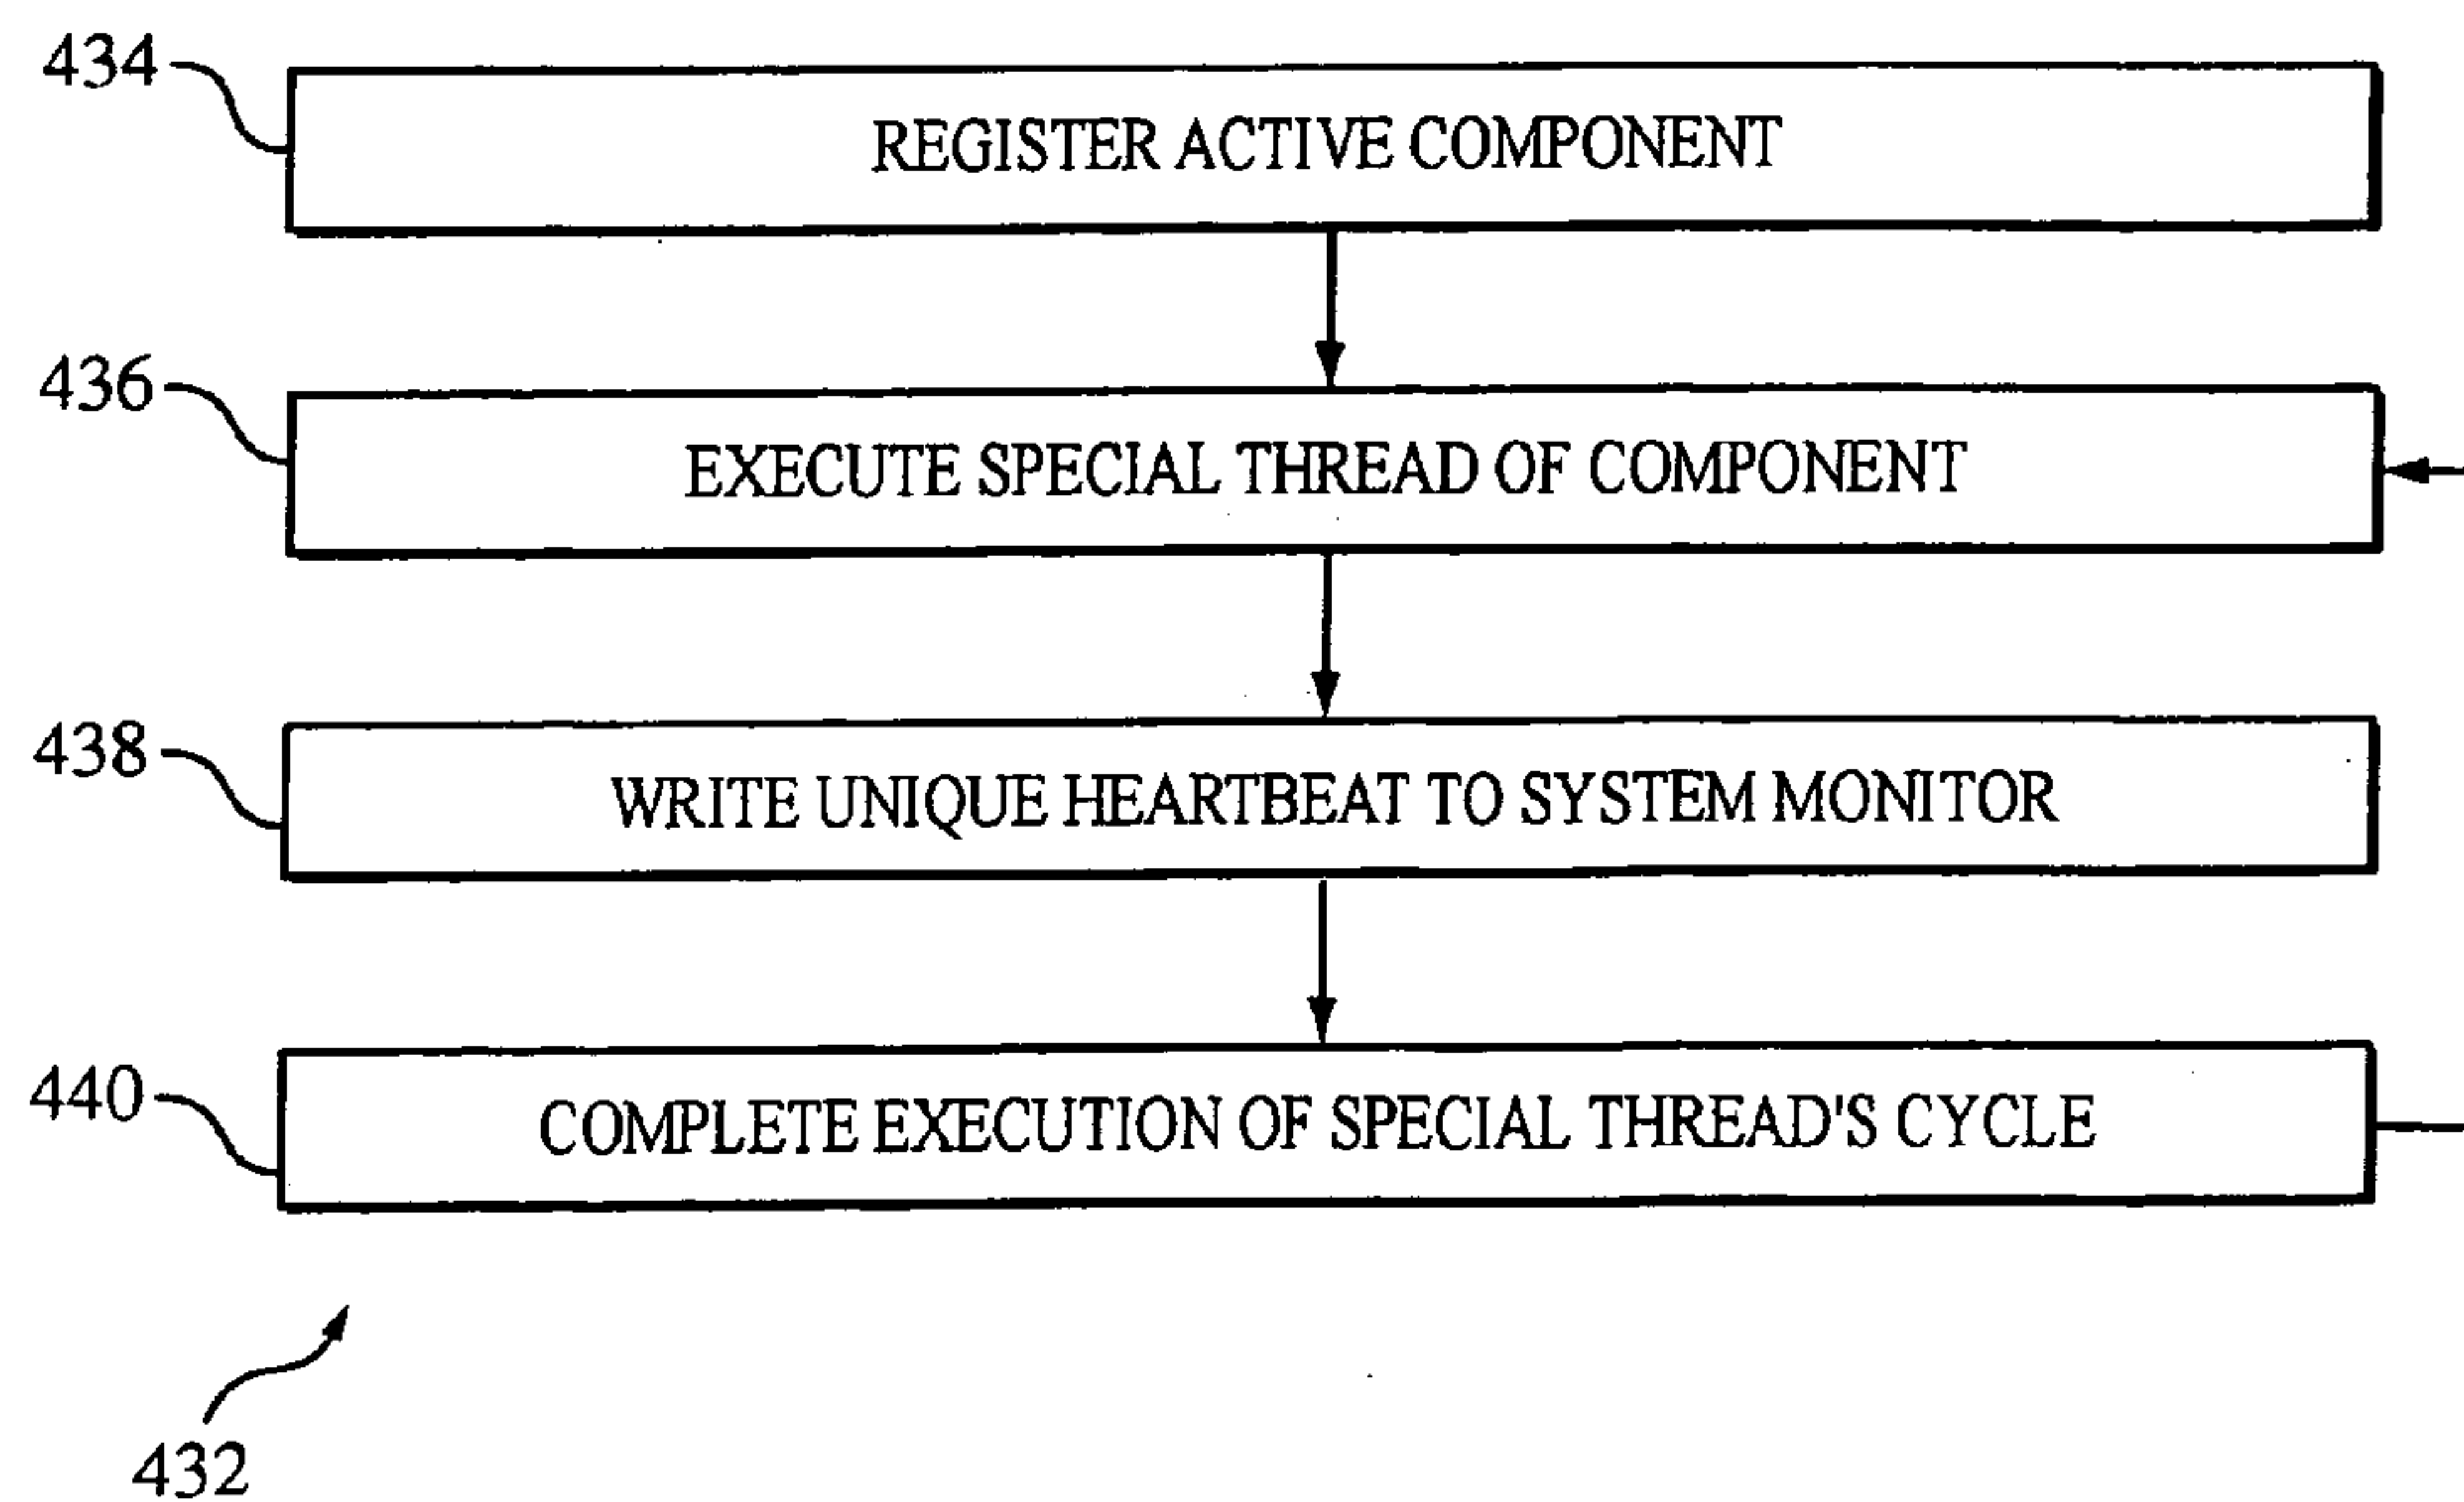 434
REGISTER ACTIVE COMPONENT
436
EXECUTE SPECIAL THREAD OF COMPONENT
438
WRITE UNIQUE HEARTBEAT TO SYSTEM MONITOR
440
COMPLETE EXECUTION OF SPECIAL THREAD'S CYCLE
432